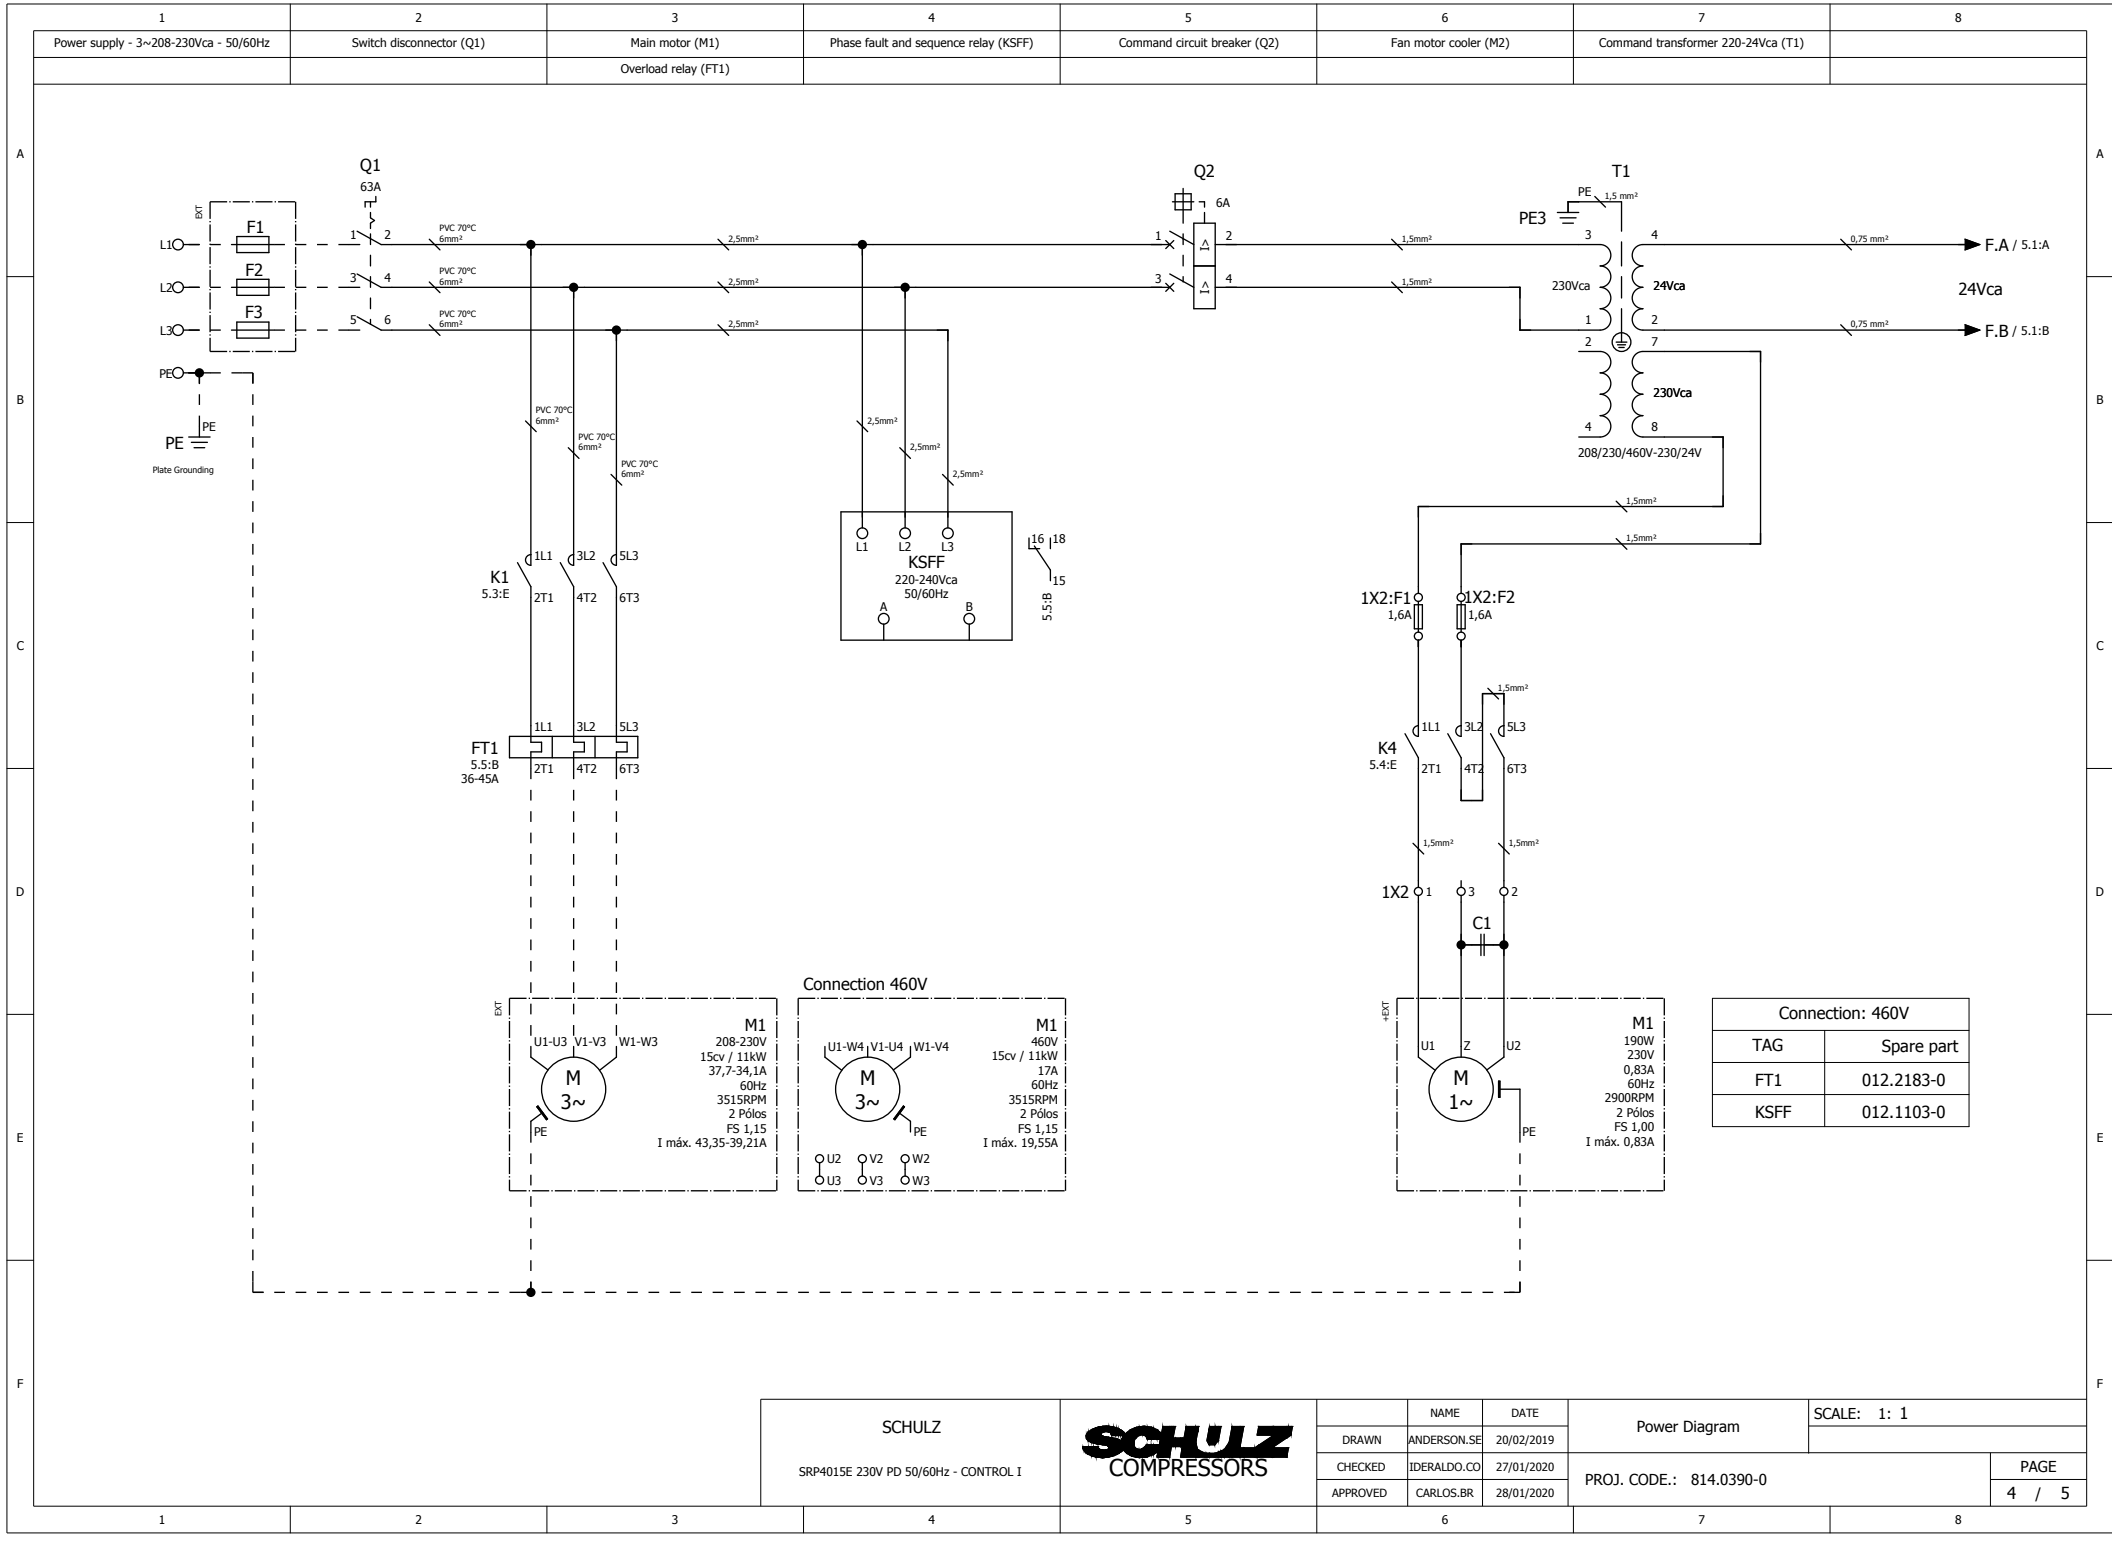 1 2 3 4 5 6 7 8
Power supply - 3~208-230Vca - 50/60Hz
Switch disconnector (Q1)
Main motor (M1)
Phase fault and sequence relay (KSFF)
Command circuit breaker (Q2)
Fan motor cooler (M2)
Command transformer 220-24Vca (T1)
Overload relay (FT1)
A
A
Q1
63A
Q2
6A
T1
PE
1,5 mm²
PE3
EXT
F1
L1
1 2
PVC 70°C
6mm²
2,5mm²
1 2
I>
1,5mm²
3 4
0,75 mm²
F.A / 5.1:A
F2
L2
3 4
PVC 70°C
6mm²
2,5mm²
3 4
I>
1,5mm²
230Vca
24Vca
24Vca
F3
L3
5 6
PVC 70°C
6mm²
2,5mm²
1 2
0,75 mm²
F.B / 5.1:B
2 7
PE
230Vca
B
B
PE
PE
Plate Grounding
PVC 70°C
6mm²
PVC 70°C
6mm²
PVC 70°C
6mm²
2,5mm²
2,5mm²
2,5mm²
4 8
208/230/460V-230/24V
1,5mm²
1,5mm²
L1 L2 L3
KSFF
220-240Vca
50/60Hz
A B
16 18
15
5.5:B
K1
5.3:E
1L1 3L2 5L3
2T1 4T2 6T3
1X2:F1
1,6A
1X2:F2
1,6A
C
C
1,5mm²
FT1
5.5:B
36-45A
1L1 3L2 5L3
2T1 4T2 6T3
K4
5.4:E
1L1 3L2 5L3
2T1 4T2 6T3
1,5mm²
1,5mm²
D
D
1X2 1 3 2
C1
Connection 460V
EXT
M1
208-230V
15cv / 11kW
37,7-34,1A
60Hz
3515RPM
2 Pólos
FS 1,15
I máx. 43,35-39,21A
U1-U3 V1-V3 W1-W3
M
3~
PE
M1
460V
15cv / 11kW
17A
60Hz
3515RPM
2 Pólos
FS 1,15
I máx. 19,55A
U1-W4 V1-U4 W1-V4
M
3~
PE
U2 V2 W2
U3 V3 W3
+EXT
M1
190W
230V
0,83A
60Hz
2900RPM
2 Pólos
FS 1,00
I máx. 0,83A
U1 Z U2
M
1~
PE
Connection: 460V
TAG Spare part
FT1 012.2183-0
KSFF 012.1103-0
E
E
F
F
SCHULZ
SRP4015E 230V PD 50/60Hz - CONTROL I
SCHULZ
COMPRESSORS
NAME DATE
DRAWN ANDERSON.SE 20/02/2019
CHECKED IDERALDO.CO 27/01/2020
APPROVED CARLOS.BR 28/01/2020
Power Diagram
PROJ. CODE.: 814.0390-0
SCALE: 1: 1
PAGE
4 / 5
1 2 3 4 5 6 7 8